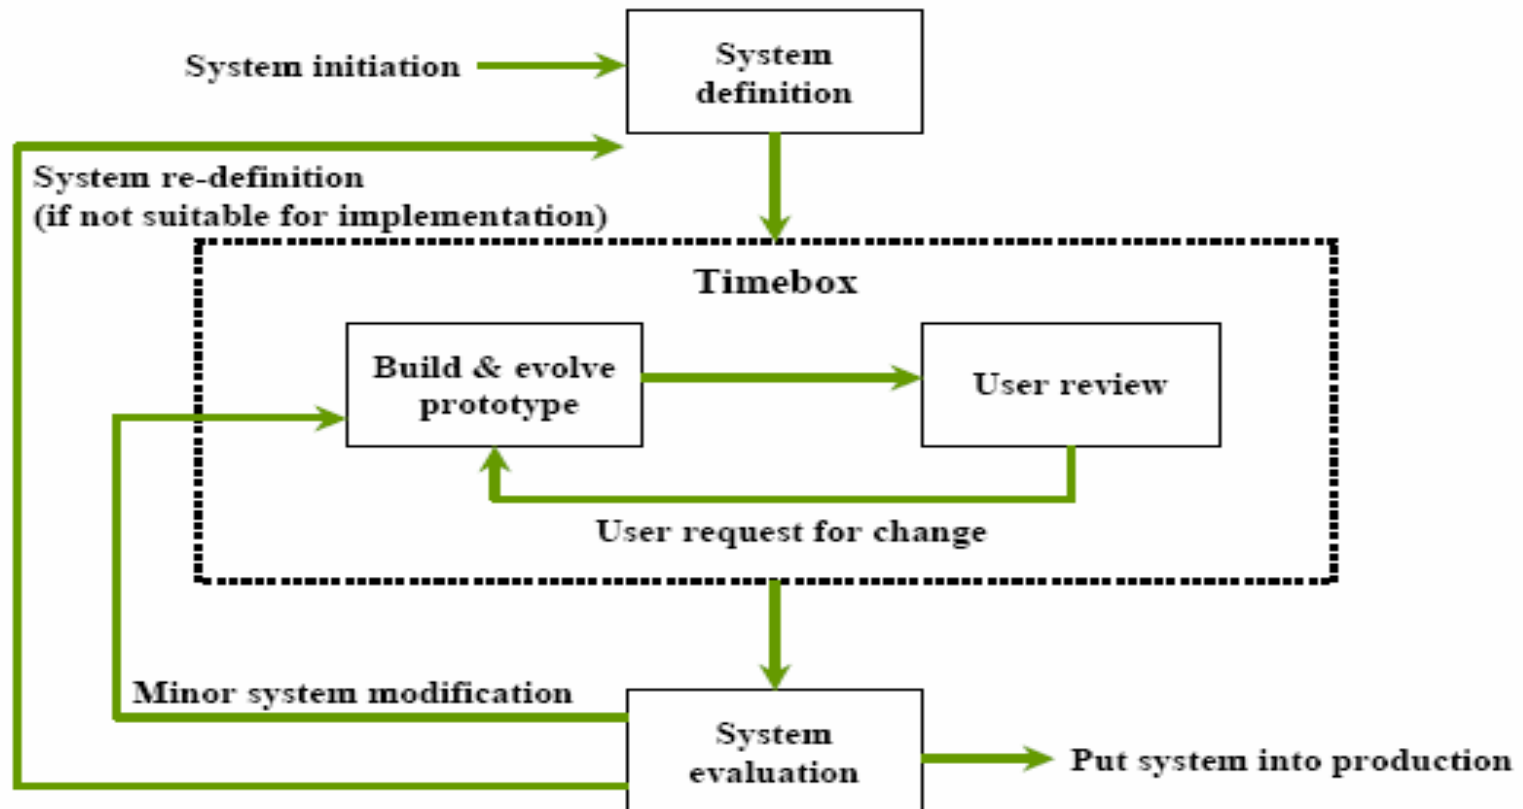 System initiation
System
definition
System re-definition
(if not suitable for implementation)
Timebox
Build & evolve
prototype
User review
User request for change
Minor system modification
System
evaluation
Put system into production